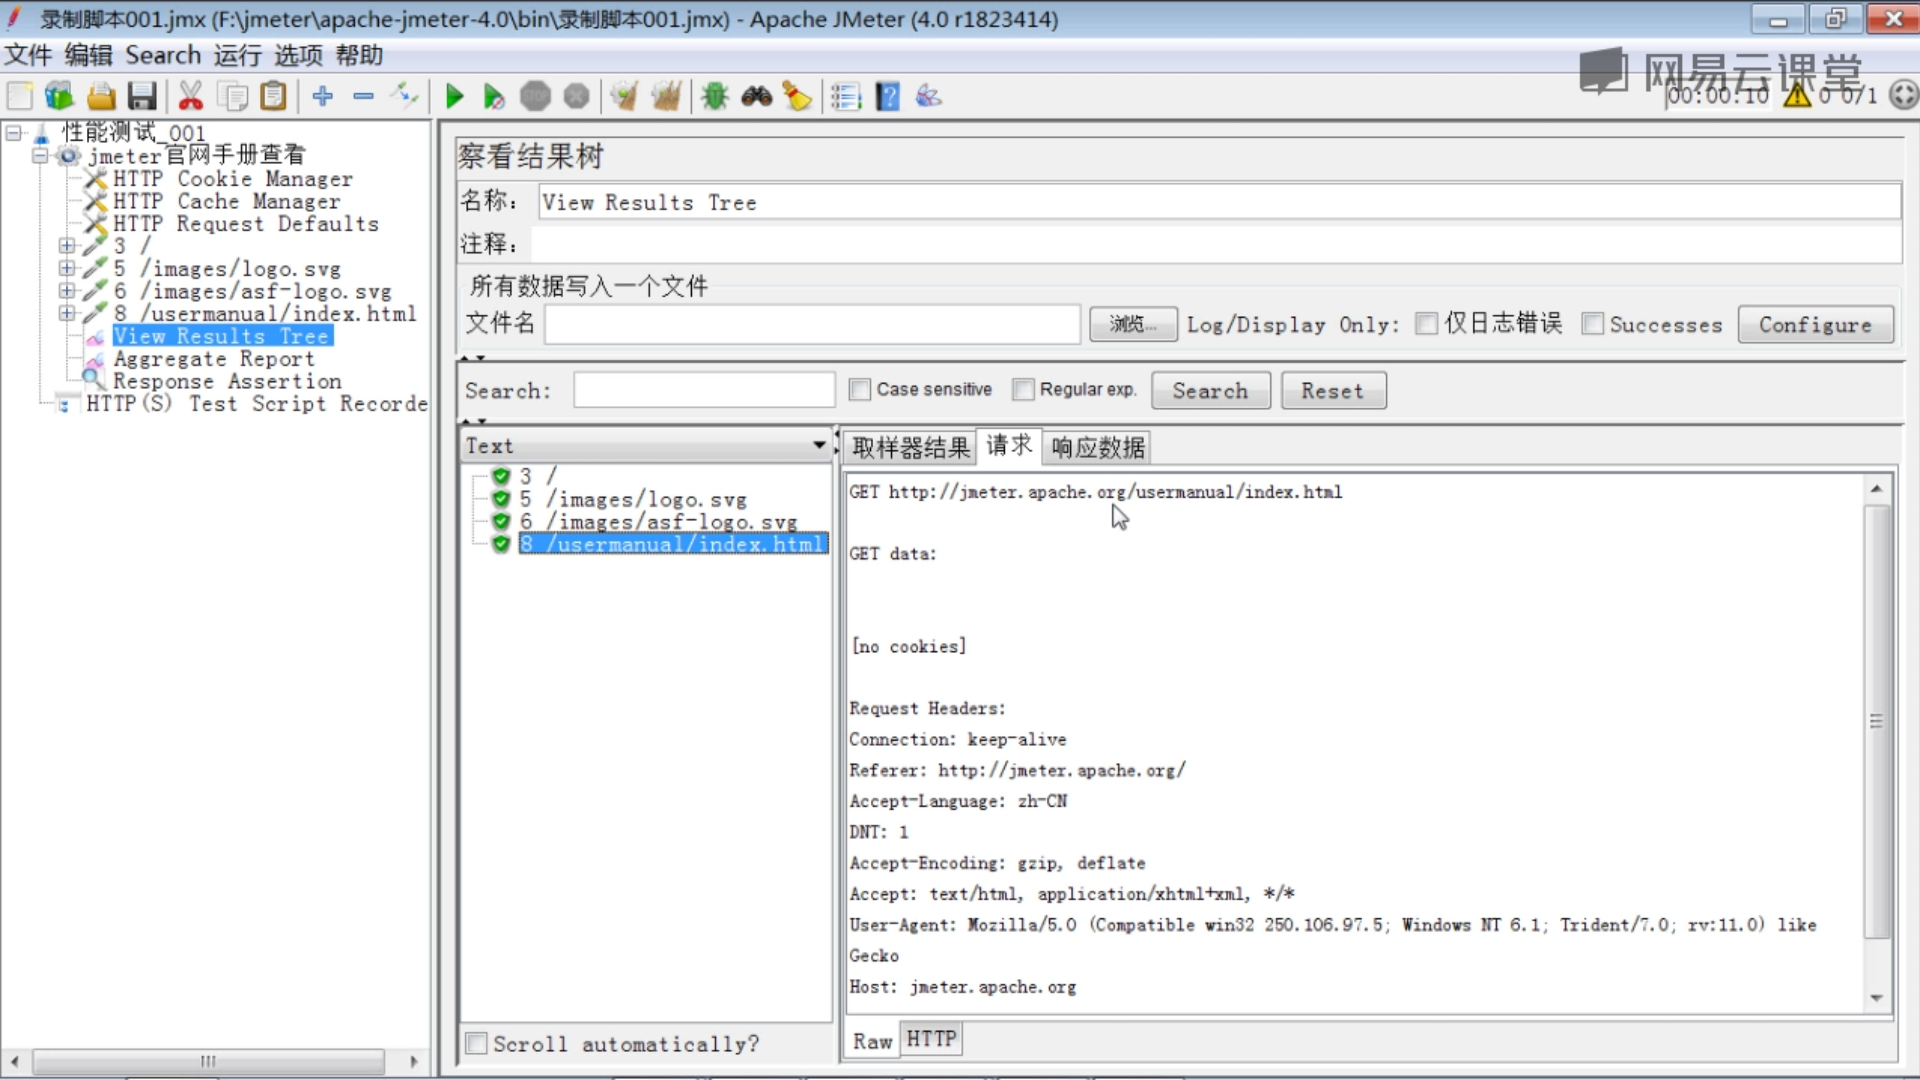 录制脚本001.jmx (F:\jmeter\apache-jmeter-4.0\bin\录制脚本001.jmx) - Apache JMeter (4.0 r1823414)
文件 编辑 Search 运行 选项 帮助
网易云课堂
00:00:10 0 0/1
性能测试_001
jmeter官网手册查看
HTTP Cookie Manager
HTTP Cache Manager
HTTP Request Defaults
3 /
5 /images/logo.svg
6 /images/asf-logo.svg
8 /usermanual/index.html
View Results Tree
Aggregate Report
Response Assertion
HTTP(S) Test Script Recorde
察看结果树
名称: View Results Tree
注释:
所有数据写入一个文件
文件名 浏览... Log/Display Only: 仅日志错误 Successes Configure
Search: Case sensitive Regular exp. Search Reset
Text
3 /
5 /images/logo.svg
6 /images/asf-logo.svg
8 /usermanual/index.html
Scroll automatically?
取样器结果 请求 响应数据
GET http://jmeter.apache.org/usermanual/index.html
GET data:
[no cookies]
Request Headers:
Connection: keep-alive
Referer: http://jmeter.apache.org/
Accept-Language: zh-CN
DNT: 1
Accept-Encoding: gzip, deflate
Accept: text/html, application/xhtml+xml, */*
User-Agent: Mozilla/5.0 (Compatible win32 250.106.97.5; Windows NT 6.1; Trident/7.0; rv:11.0) like
Gecko
Host: jmeter.apache.org
Raw HTTP